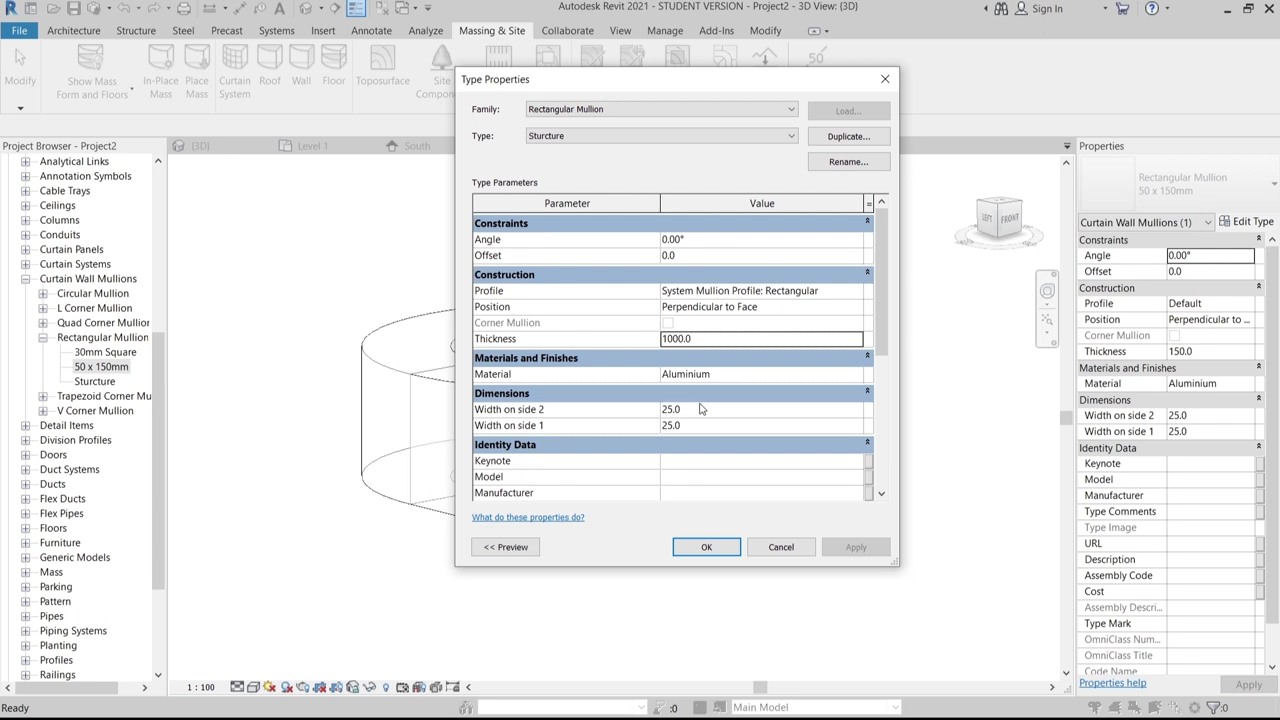 Autodesk Revit 2021 - STUDENT VERSION - Project2 - 3D View: {3D}
Sign In
File
Architecture
Structure
Steel
Precast
Systems
Insert
Annotate
Analyze
Massing & Site
Collaborate
View
Manage
Add-Ins
Modify
Modify
Show Mass
Form and Floors
In-Place
Mass
Place
Mass
Curtain
System
Roof
Wall
Floor
Toposurface
Site
Component
50
Project Browser - Project2
(3D)
Level 1
South
Analytical Links
Annotation Symbols
Cable Trays
Ceilings
Columns
Conduits
Curtain Panels
Curtain Systems
Curtain Wall Mullions
Circular Mullion
L Corner Mullion
Quad Corner Mullior
Rectangular Mullion
30mm Square
50 x 150mm
Sturcture
Trapezoid Corner Mu
V Corner Mullion
Detail Items
Division Profiles
Doors
Duct Systems
Ducts
Flex Ducts
Flex Pipes
Floors
Furniture
Generic Models
Mass
Parking
Pattern
Pipes
Piping Systems
Planting
Profiles
Railings
Type Properties
Family:
Rectangular Mullion
Load...
Type:
Sturcture
Duplicate...
Rename...
Type Parameters
Parameter Value =
Constraints
Angle 0.00°
Offset 0.0
Construction
Profile System Mullion Profile: Rectangular
Position Perpendicular to Face
Corner Mullion
Thickness 1000.0
Materials and Finishes
Material Aluminium
Dimensions
Width on side 2 25.0
Width on side 1 25.0
Identity Data
Keynote
Model
Manufacturer
What do these properties do?
<< Preview
OK
Cancel
Apply
LEFT
FRONT
Properties
Rectangular Mullion
50 x 150mm
Curtain Wall Mullions (1)
Edit Type
Constraints
Angle 0.00°
Offset 0.0
Construction
Profile Default
Position Perpendicular to ...
Corner Mullion
Thickness 150.0
Materials and Finishes
Material Aluminium
Dimensions
Width on side 2 25.0
Width on side 1 25.0
Identity Data
Keynote
Model
Manufacturer
Type Comments
Type Image
URL
Description
Assembly Code
Cost
Assembly Descri...
Type Mark
OmniClass Num...
OmniClass Title
Code Name
Properties help
Apply
1 : 100
Ready
:0
Main Model
:0